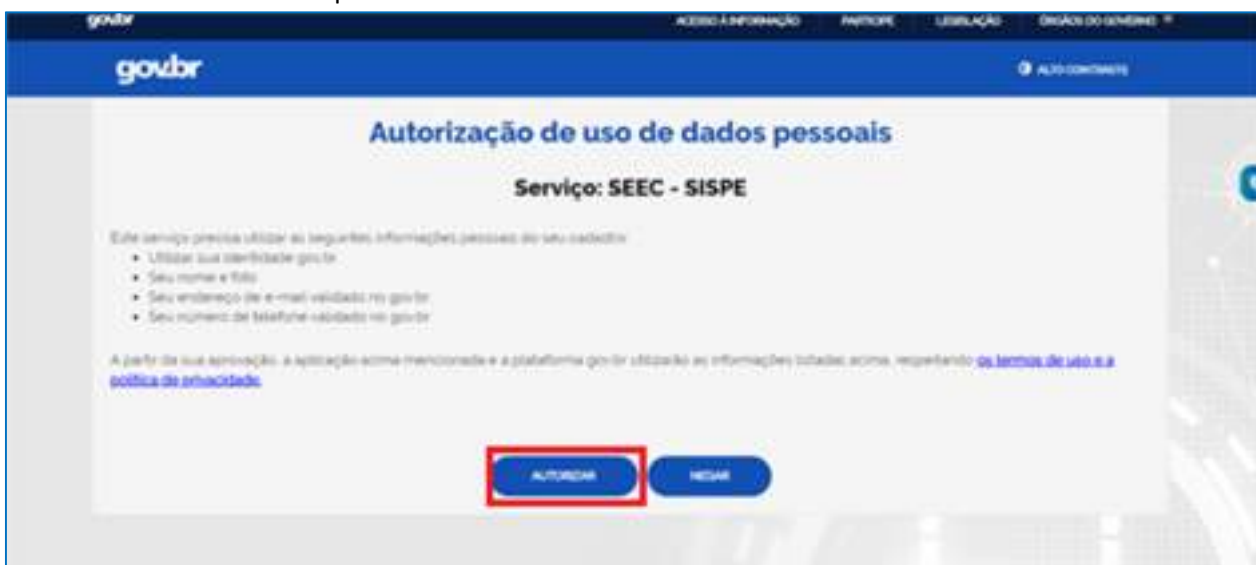 gov.br ACESSO À INFORMAÇÃO PARTICIPE LEGISLAÇÃO ÓRGÃOS DO GOVERNO
gov.br ALTO CONTRASTE
Autorização de uso de dados pessoais
Serviço: SEEC - SISPE
Este serviço precisa utilizar as seguintes informações pessoais do seu cadastro:
Utilizar sua identidade gov.br
Seu nome e foto
Seu endereço de e-mail validado no gov.br
Seu número de telefone validado no gov.br
A partir da sua aprovação, a aplicação acima mencionada e a plataforma gov.br utilizarão as informações listadas acima, respeitando os termos de uso e a
política de privacidade.
AUTORIZAR NEGAR